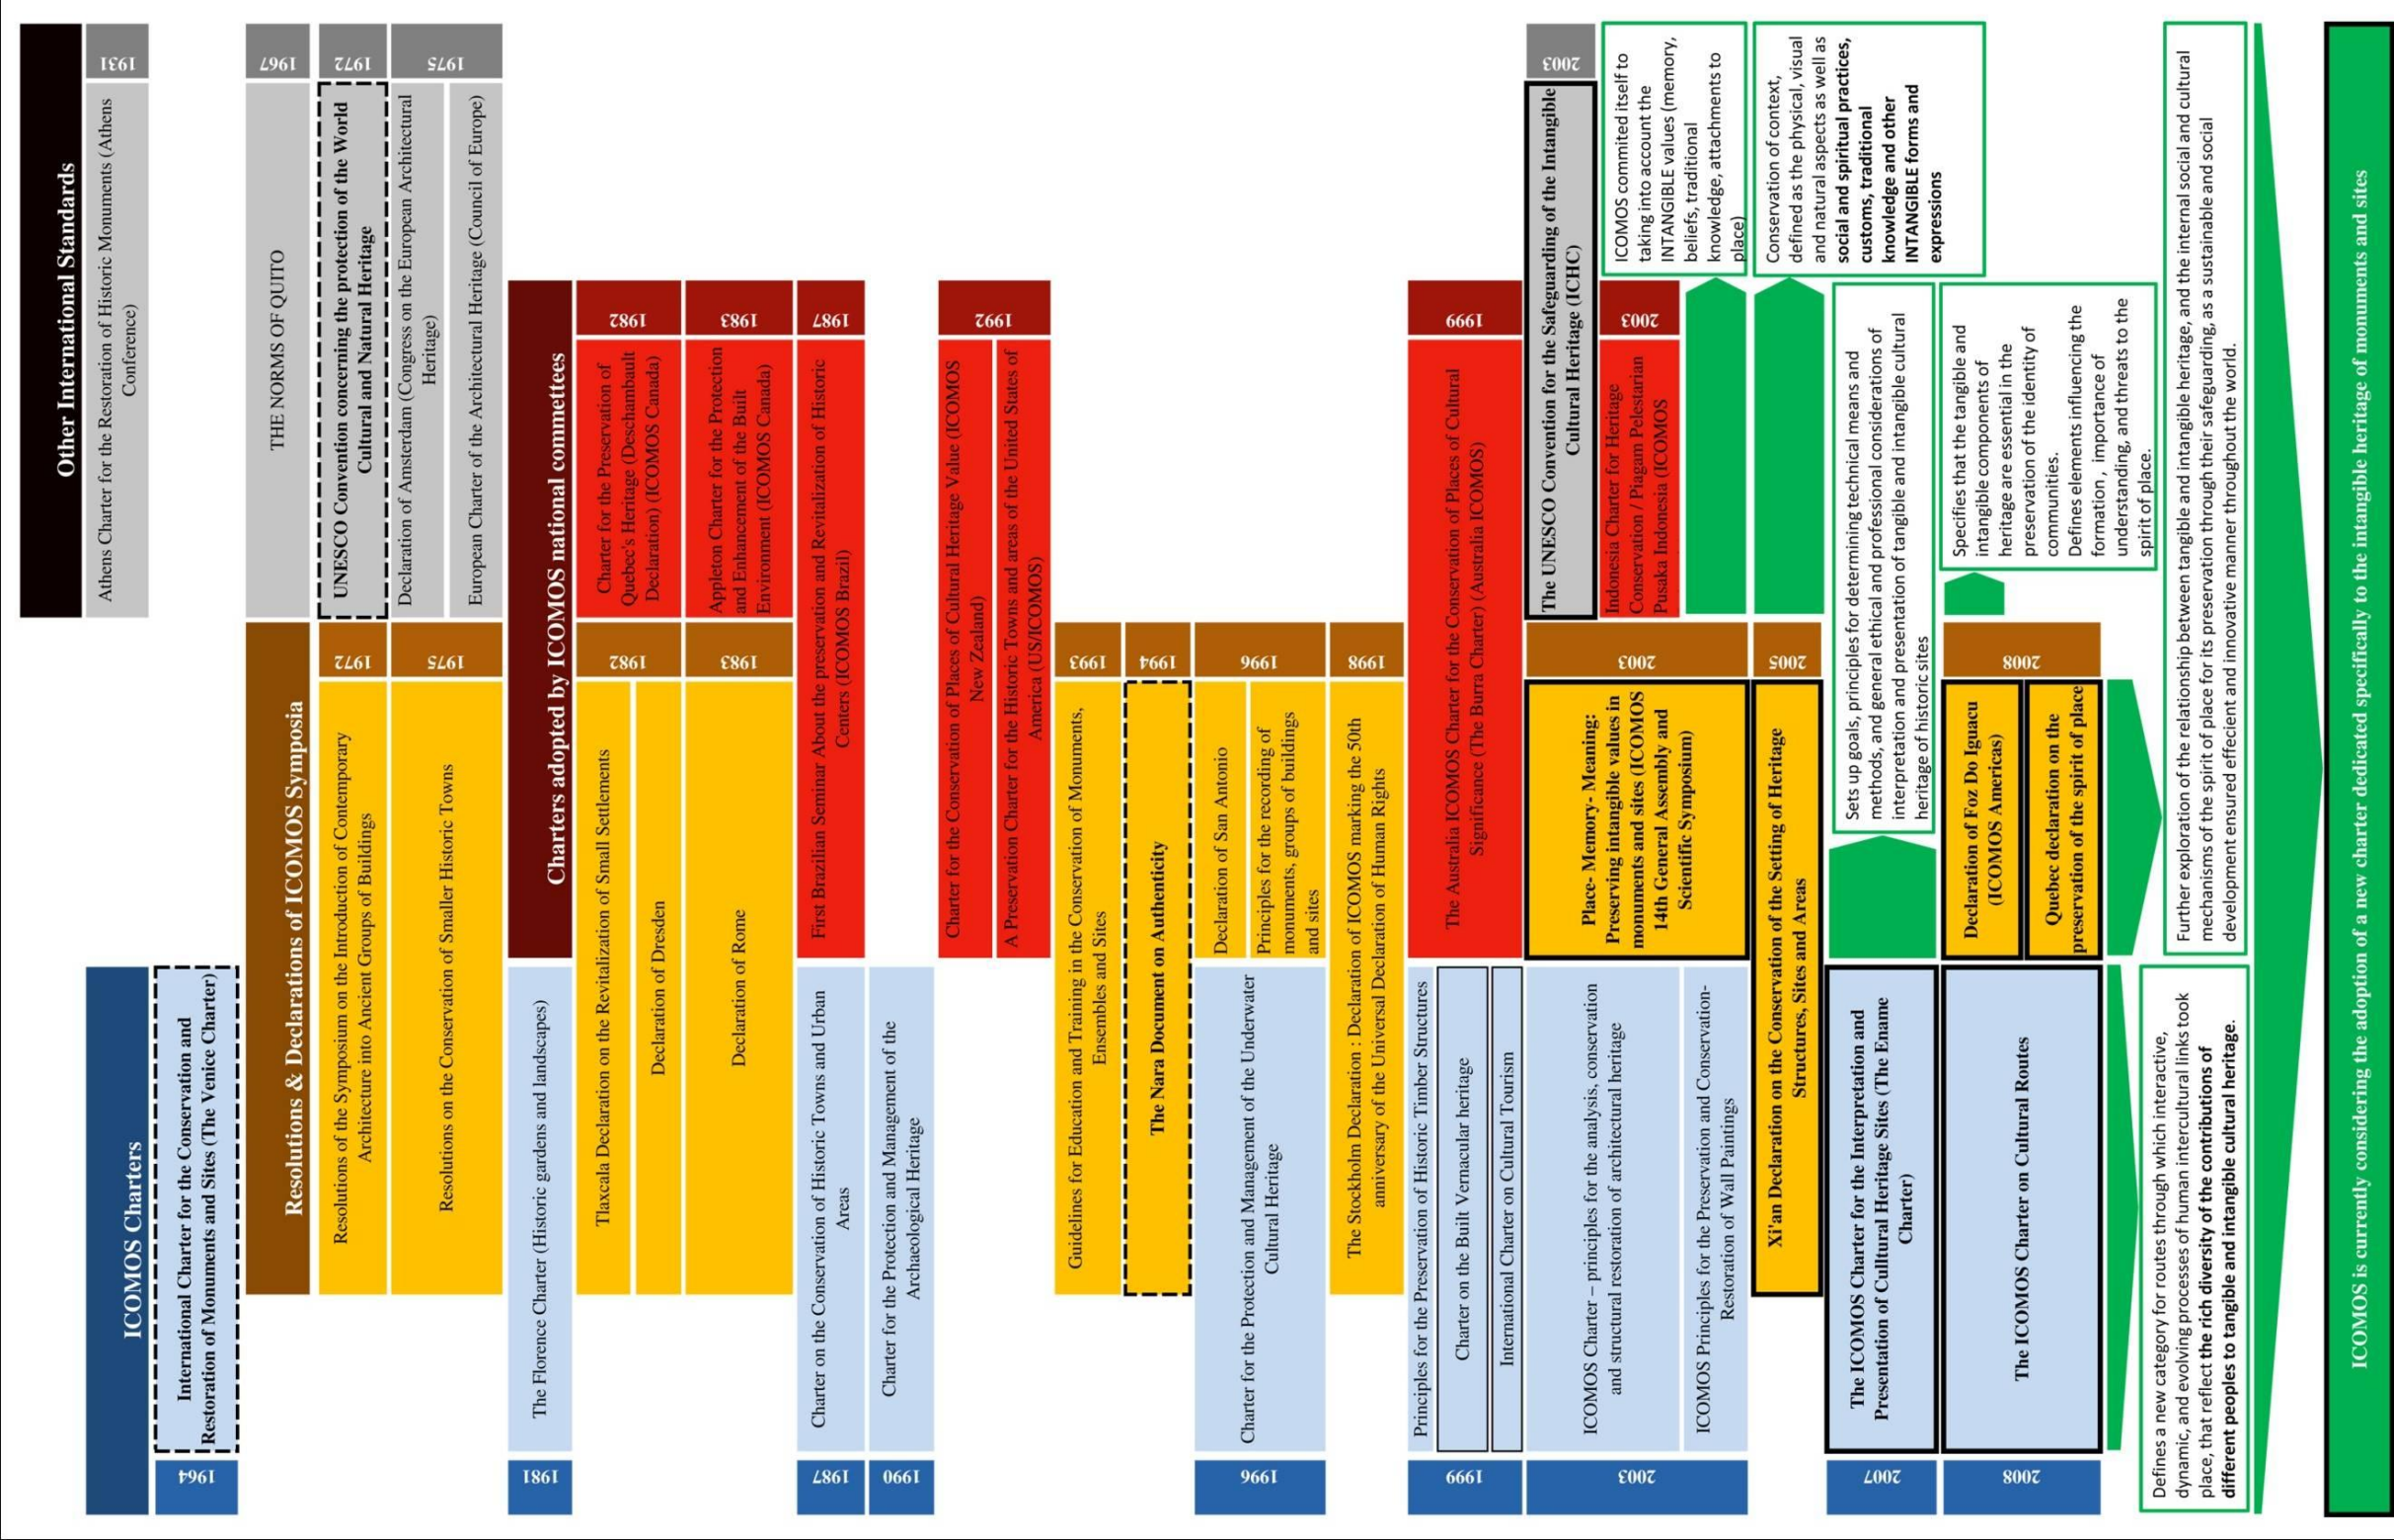 Other International Standards
1931
Athens Charter for the Restoration of Historic Monuments (Athens
Conference)
ICOMOS Charters
1964
International Charter for the Conservation and
Restoration of Monuments and Sites (The Venice Charter)
Resolutions & Declarations of ICOMOS Symposia
1967
THE NORMS OF QUITO
1972
UNESCO Convention concerning the protection of the World
Cultural and Natural Heritage
1972
Resolutions of the Symposium on the Introduction of Contemporary
Architecture into Ancient Groups of Buildings
1975
Declaration of Amsterdam (Congress on the European Architectural
Heritage)
European Charter of the Architectural Heritage (Council of Europe)
1975
Resolutions on the Conservation of Smaller Historic Towns
Charters adopted by ICOMOS national commettees
1981
The Florence Charter (Historic gardens and landscapes)
1982
Charter for the Preservation of
Quebec's Heritage (Deschambault
Declaration) (ICOMOS Canada)
1982
Tlaxcala Declaration on the Revitalization of Small Settlements
Declaration of Dresden
1983
Appleton Charter for the Protection
and Enhancement of the Built
Environment (ICOMOS Canada)
1983
Declaration of Rome
1987
First Brazilian Seminar About the preservation and Revitalization of Historic
Centers (ICOMOS Brazil)
1987
Charter on the Conservation of Historic Towns and Urban
Areas
1990
Charter for the Protection and Management of the
Archaeological Heritage
1992
Charter for the Conservation of Places of Cultural Heritage Value (ICOMOS
New Zealand)
A Preservation Charter for the Historic Towns and areas of the United States of
America (US/ICOMOS)
1993
Guidelines for Education and Training in the Conservation of Monuments,
Ensembles and Sites
1994
The Nara Document on Authenticity
1996
Declaration of San Antonio
Principles for the recording of
monuments, groups of buildings
and sites
1996
Charter for the Protection and Management of the Underwater
Cultural Heritage
1998
The Stockholm Declaration : Declaration of ICOMOS marking the 50th
anniversary of the Universal Declaration of Human Rights
1999
The Australia ICOMOS Charter for the Conservation of Places of Cultural
Significance (The Burra Charter) (Australia ICOMOS)
1999
Principles for the Preservation of Historic Timber Structures
Charter on the Built Vernacular heritage
International Charter on Cultural Tourism
2003
The UNESCO Convention for the Safeguarding of the Intangible
Cultural Heritage (ICHC)
2003
Indonesia Charter for Heritage
Conservation / Piagam Pelestarian
Pusaka Indonesia (ICOMOS
2003
Place- Memory- Meaning:
Preserving intangible values in
monuments and sites (ICOMOS
14th General Assembly and
Scientific Symposium)
2003
ICOMOS Charter – principles for the analysis, conservation
and structural restoration of architectural heritage
ICOMOS Principles for the Preservation and Conservation-
Restoration of Wall Paintings
ICOMOS commited itself to
taking into account the
INTANGIBLE values (memory,
beliefs, traditional
knowledge, attachments to
place)
2005
Xi'an Declaration on the Conservation of the Setting of Heritage
Structures, Sites and Areas
Conservation of context,
defined as the physical, visual
and natural aspects as well as
social and spiritual practices,
customs, traditional
knowledge and other
INTANGIBLE forms and
expressions
2007
The ICOMOS Charter for the Interpretation and
Presentation of Cultural Heritage Sites (The Ename
Charter)
Sets up goals, principles for determining technical means and
methods, and general ethical and professional considerations of
interpretation and presentation of tangible and intangible cultural
heritage of historic sites
2008
Declaration of Foz Do Iguacu
(ICOMOS Americas)
Quebec declaration on the
preservation of the spirit of place
2008
The ICOMOS Charter on Cultural Routes
Specifies that the tangible and
intangible components of
heritage are essential in the
preservation of the identity of
communities.
Defines elements influencing the
formation , importance of
understanding, and threats to the
spirit of place.
Defines a new category for routes through which interactive,
dynamic, and evolving processes of human intercultural links took
place, that reflect the rich diversity of the contributions of
different peoples to tangible and intangible cultural heritage.
Further exploration of the relationship between tangible and intangible heritage, and the internal social and cultural
mechanisms of the spirit of place for its preservation through their safeguarding, as a sustainable and social
development ensured effecient and innovative manner throughout the world.
ICOMOS is currently considering the adoption of a new charter dedicated specifically to the intangible heritage of monuments and sites